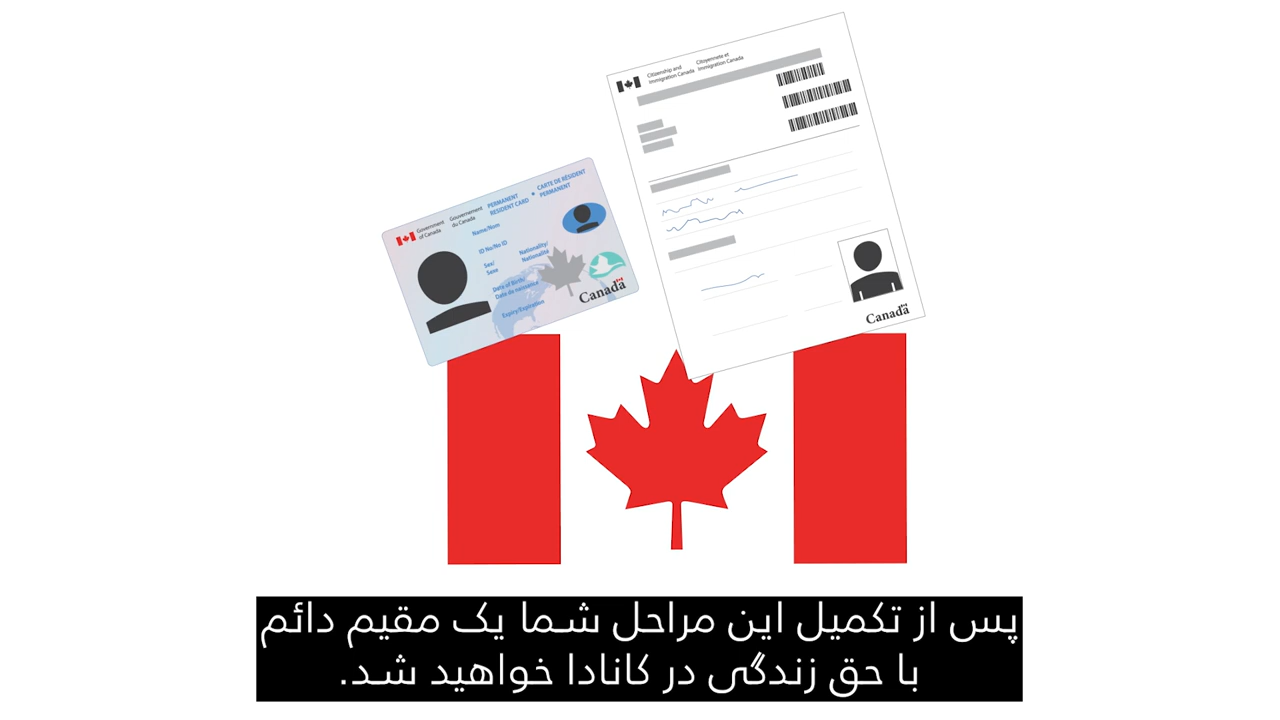 Citizenship and
Immigration Canada
Citoyennete et
Immigration Canada
Canada
Government
of Canada
Gouvernement
du Canada
PERMANENT
RESIDENT CARD
CARTE DE RÉSIDENT
PERMANENT
Name/Nom
ID No/No ID
Sex/
Sexe
Nationality/
Nationalité
Date of Birth/
Date de naissance
Expiry/Expiration
Canada
پس از تکمیل این مراحل شما یک مقیم دائم
با حق زندگی در کانادا خواهید شد.